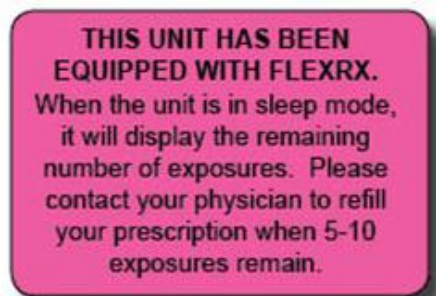 THIS UNIT HAS BEEN
EQUIPPED WITH FLEXRX.
When the unit is in sleep mode,
it will display the remaining
number of exposures.  Please
contact your physician to refill
your prescription when 5-10
exposures remain.